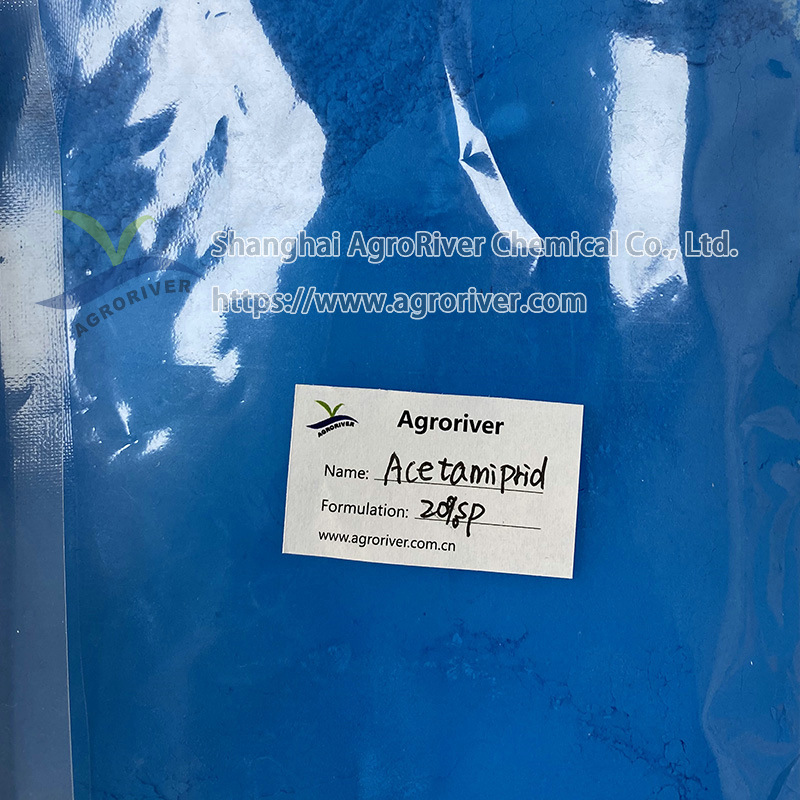 Shanghai AgroRiver Chemical Co., Ltd.
AGRORIVER
https://www.agroriver.com
AGRORIVER
Agroriver
Name: Acetamiprid
Formulation: 20%SP
www.agroriver.com.cn